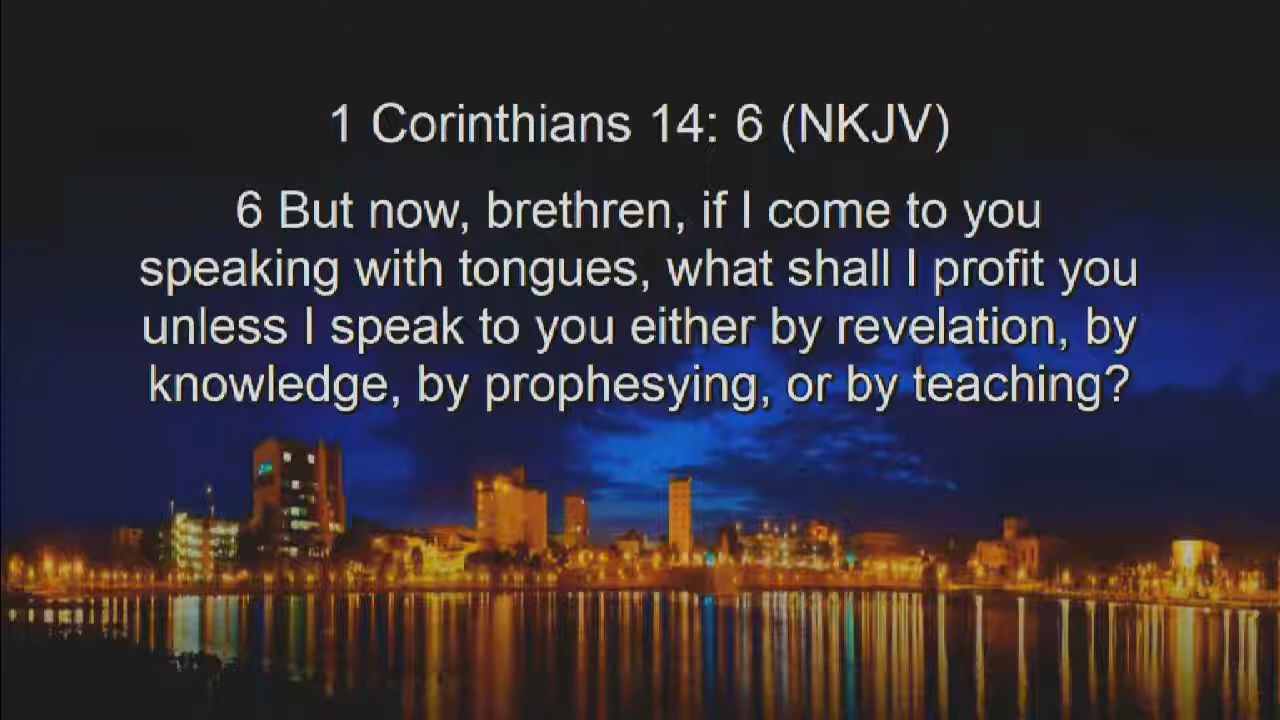 1 Corinthians 14: 6 (NKJV)
6 But now, brethren, if I come to you
speaking with tongues, what shall I profit you
unless I speak to you either by revelation, by
knowledge, by prophesying, or by teaching?